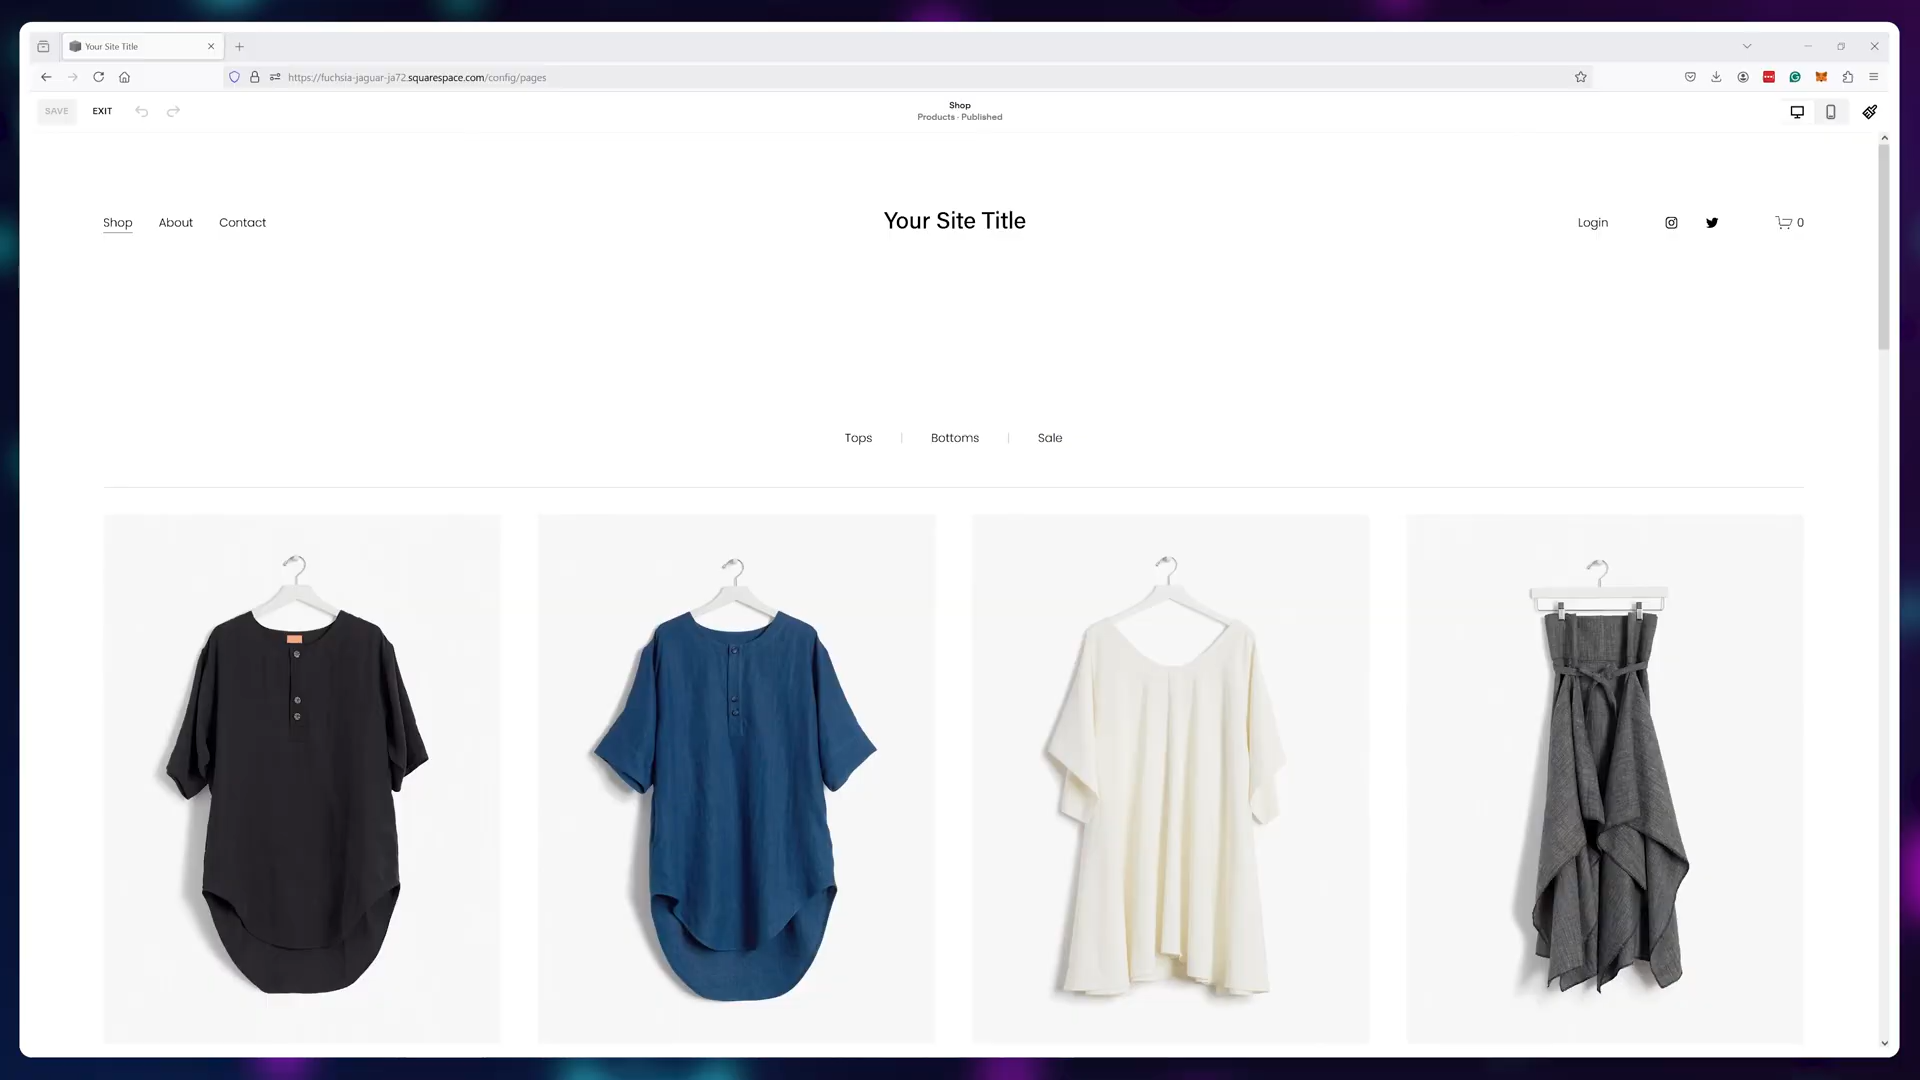 Your Site Title
https://fuchsia-jaguar-ja72.squarespace.com/config/pages
SAVE
EXIT
Shop
Products · Published
Shop
About
Contact
Your Site Title
Login
0
Tops
Bottoms
Sale